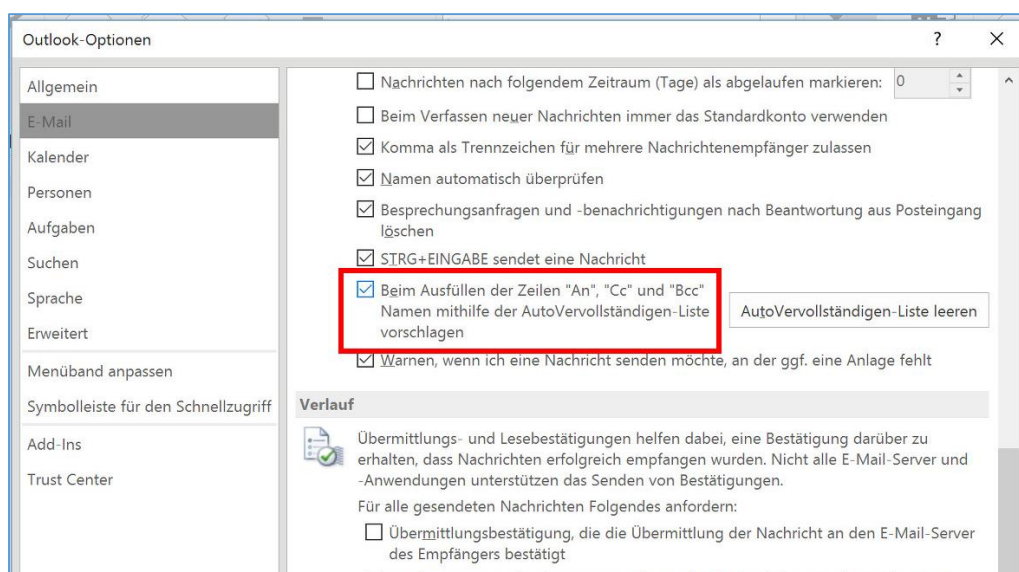 Outlook-Optionen
?
Allgemein
E-Mail
Kalender
Personen
Aufgaben
Suchen
Sprache
Erweitert
Menüband anpassen
Symbolleiste für den Schnellzugriff
Add-Ins
Trust Center
Nachrichten nach folgendem Zeitraum (Tage) als abgelaufen markieren: 0
Beim Verfassen neuer Nachrichten immer das Standardkonto verwenden
Komma als Trennzeichen für mehrere Nachrichtenempfänger zulassen
Namen automatisch überprüfen
Besprechungsanfragen und -benachrichtigungen nach Beantwortung aus Posteingang
löschen
STRG+EINGABE sendet eine Nachricht
Beim Ausfüllen der Zeilen "An", "Cc" und "Bcc"
Namen mithilfe der AutoVervollständigen-Liste
vorschlagen
AutoVervollständigen-Liste leeren
Warnen, wenn ich eine Nachricht senden möchte, an der ggf. eine Anlage fehlt
Verlauf
Übermittlungs- und Lesebestätigungen helfen dabei, eine Bestätigung darüber zu
erhalten, dass Nachrichten erfolgreich empfangen wurden. Nicht alle E-Mail-Server und
-Anwendungen unterstützen das Senden von Bestätigungen.
Für alle gesendeten Nachrichten Folgendes anfordern:
Übermittlungsbestätigung, die die Übermittlung der Nachricht an den E-Mail-Server
des Empfängers bestätigt